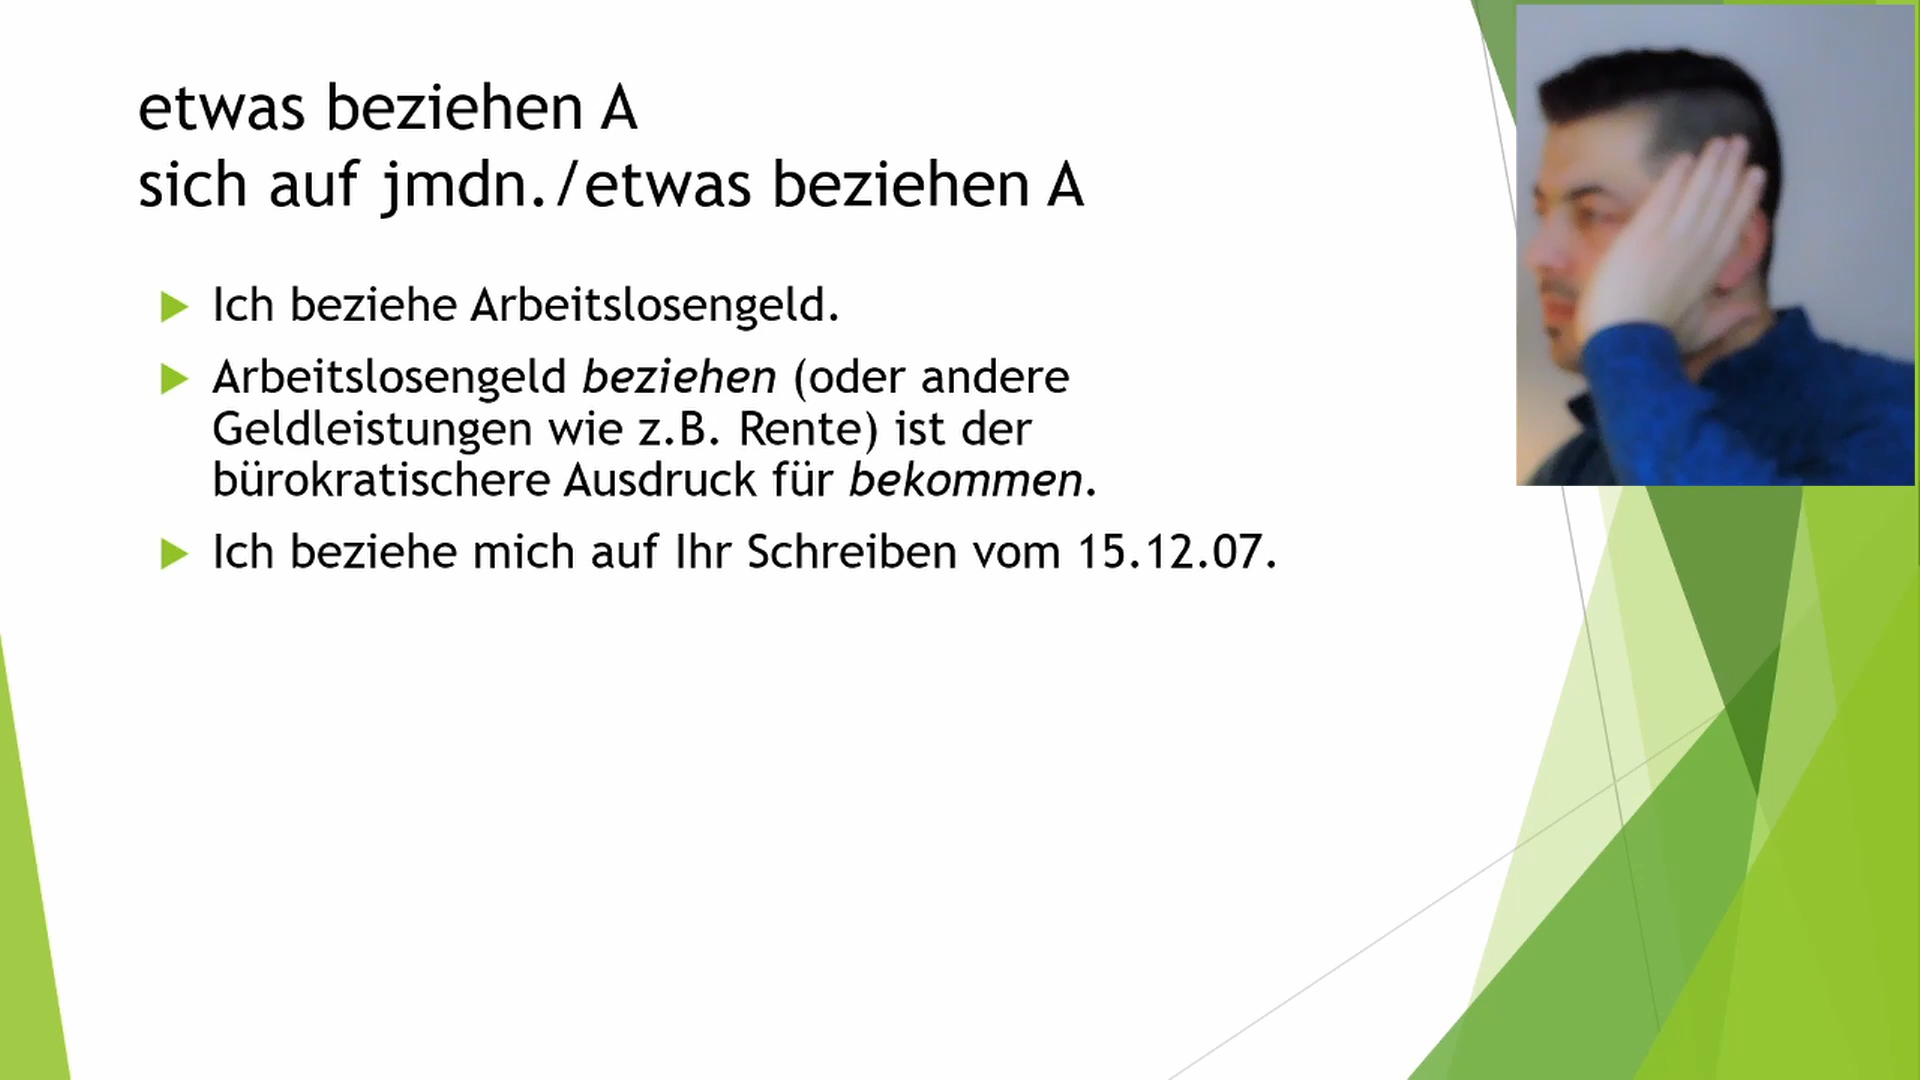 etwas beziehen A
sich auf jmdn./etwas beziehen A
Ich beziehe Arbeitslosengeld.
Arbeitslosengeld beziehen (oder andere
Geldleistungen wie z.B. Rente) ist der
bürokratischere Ausdruck für bekommen.
Ich beziehe mich auf Ihr Schreiben vom 15.12.07.